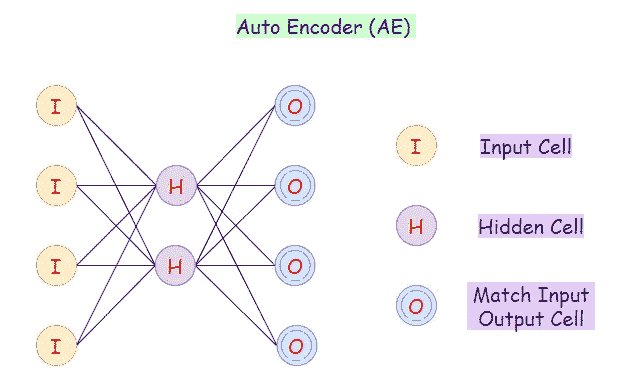 Auto Encoder (AE)
I
O
I
H
O
I
H
O
I
O
I
Input Cell
H
Hidden Cell
O
Match Input
Output Cell